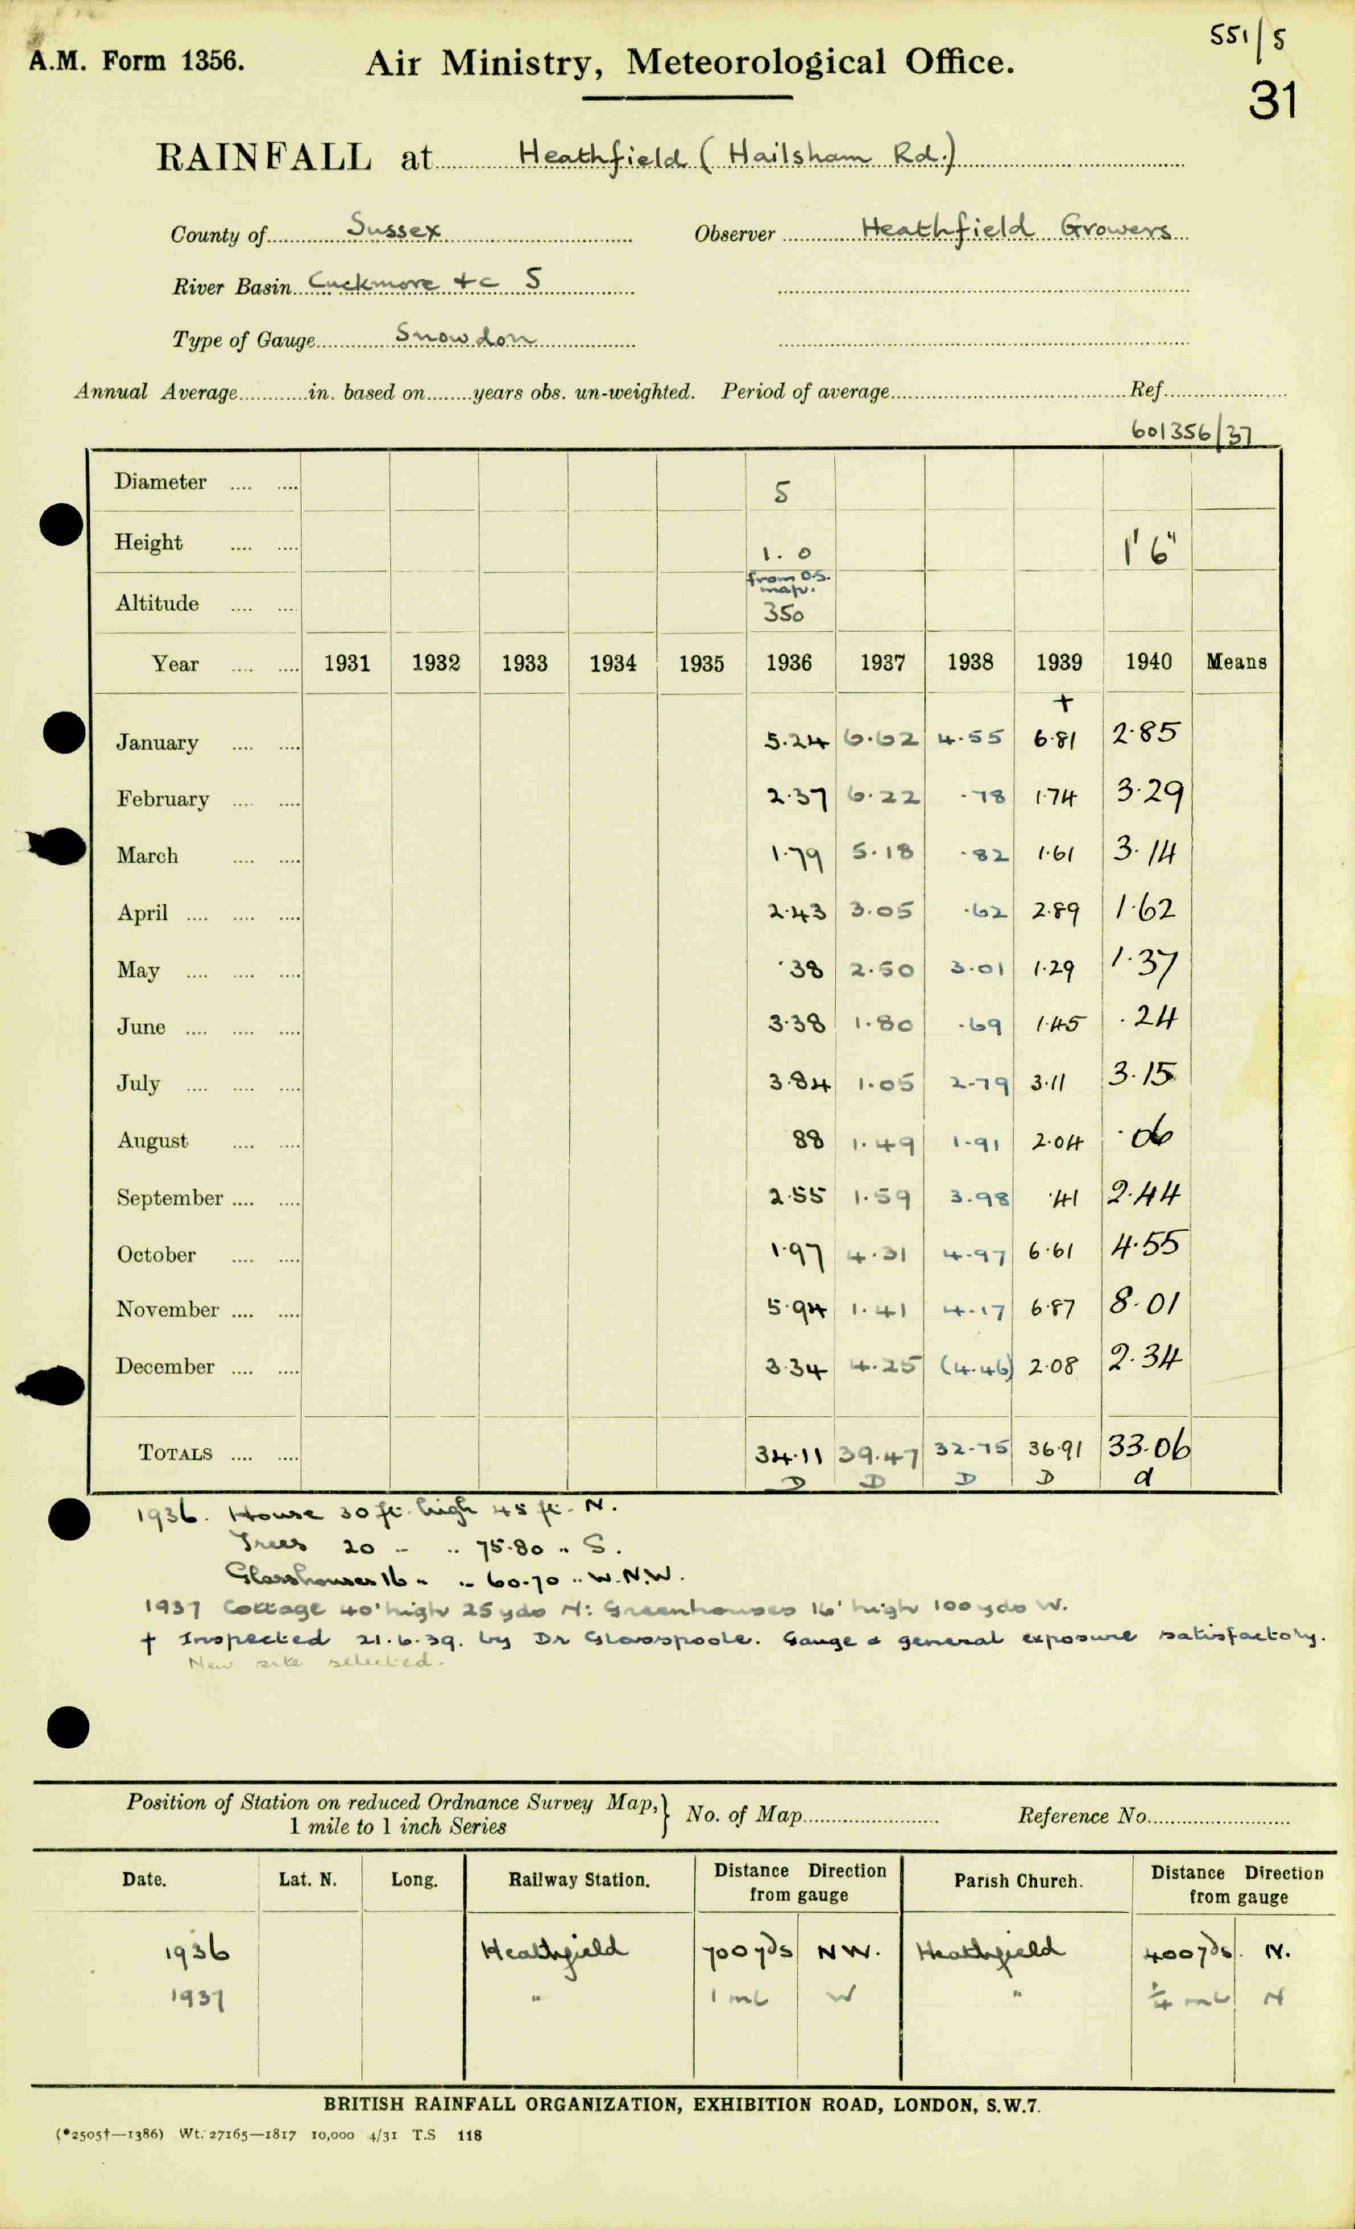 551/5
A.M. Form 1356. Air Ministry, Meteorological Office.
31
RAINFALL at Heathfield (Hailsham Rd.)
County of Sussex Observer Heathfield Growers
River Basin Cuckmere &c 5
Type of Gauge Snowdon
Annual Average in. based on years obs. un-weighted. Period of average Ref.
601356/37
Diameter 5
Height 1.0 1'6"
from O.S. map.
Altitude 350
Year 1931 1932 1933 1934 1935 1936 1937 1938 1939 1940 Means
+
January 5.24 6.62 4.55 6.81 2.85
February 2.37 6.22 .78 1.74 3.29
March 1.79 5.18 .82 1.61 3.14
April 2.43 3.05 .62 2.89 1.62
May .38 2.50 3.01 1.29 1.37
June 3.38 1.80 .69 1.45 .24
July 3.84 1.05 2.79 3.11 3.15
August 88 1.49 1.91 2.04 .06
September 2.55 1.59 3.98 .41 2.44
October 1.97 4.31 4.97 6.61 4.55
November 5.94 1.41 4.17 6.87 8.01
December 3.34 4.25 (4.46) 2.08 2.34
TOTALS 34.11 39.47 32.75 36.91 33.06
D D D D d
1936. House 30 ft. high 45 ft. N.
Trees 20 " " 75.80 " S.
Glasshouses 16 " " 60.70 " W.N.W.
1937 Cottage 40' high 25 yds N: Greenhouses 16' high 100 yds W.
† Inspected 21.6.39. by Dr Glasspoole. Gauge & general exposure satisfactory.
New site selected.
Position of Station on reduced Ordnance Survey Map, 1 mile to 1 inch Series } No. of Map Reference No.
Date. Lat. N. Long. Railway Station. Distance Direction from gauge Parish Church. Distance Direction from gauge
1936 Heathfield 700 yds NW. Heathfield 400 yds. N.
1937 " 1 ml W " ¼ ml N
BRITISH RAINFALL ORGANIZATION, EXHIBITION ROAD, LONDON, S.W.7.
(*2505†—1386) Wt. 27165—1817 10,000 4/31 T.S 118